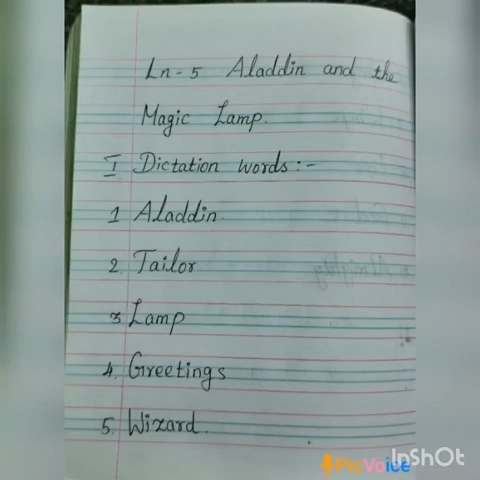 Ln - 5 Aladdin and the
Magic Lamp.
I Dictation words :-
1 Aladdin.
2. Tailor
3 Lamp
4. Greetings
5. Wizard.
PicVoice
InShOt